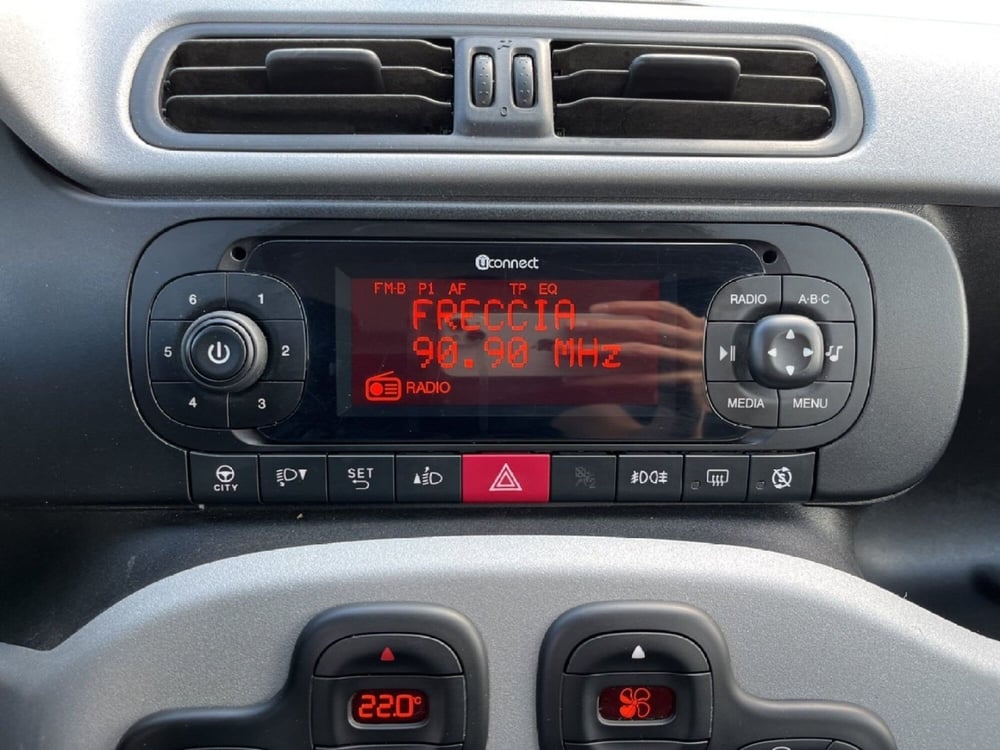 uconnect
FM-B P1 AF TP EQ
FRECCIA
90.90 MHz
RADIO
6 1
5 2
4 3
RADIO A·B·C
MEDIA MENU
CITY
SET
22.0°